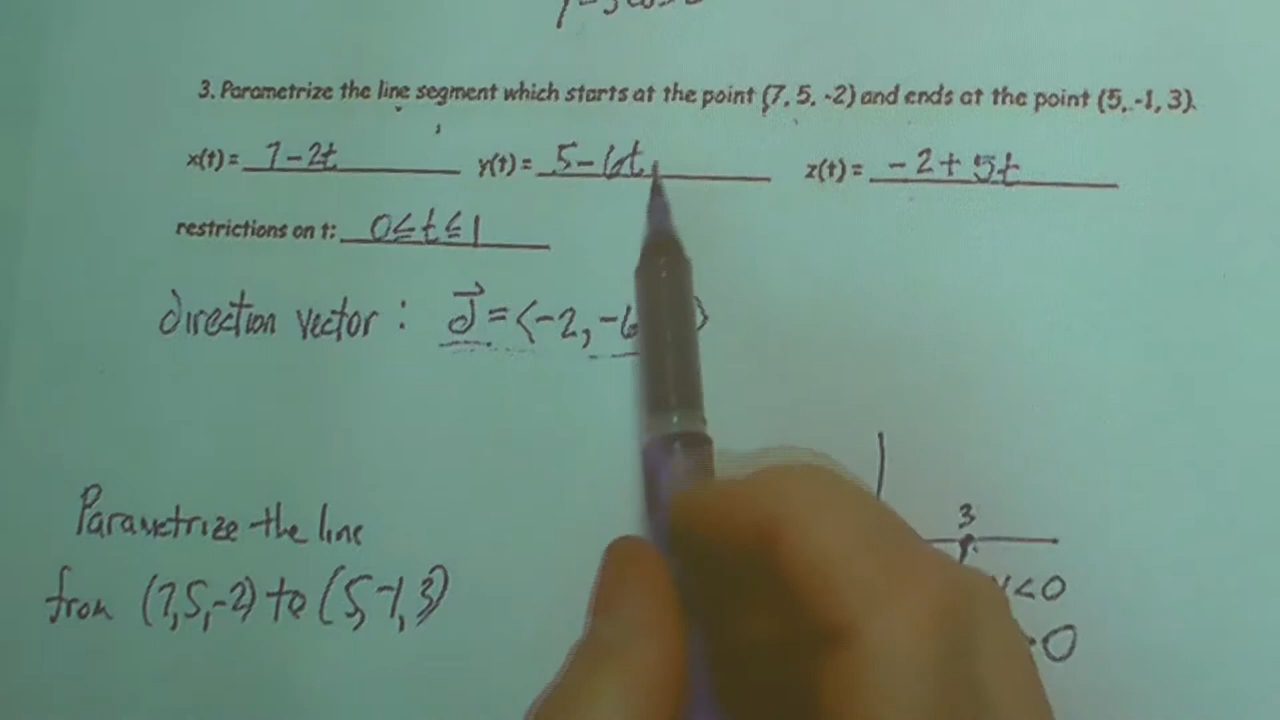 3. Parametrize the line segment which starts at the point (7, 5, -2) and ends at the point (5, -1, 3).
x(t) = 7-2t y(t) = 5-6t z(t) = -2+5t
restrictions on t: 0≤t≤1
direction vector : d⃗ = ⟨-2, -6 ⟩
Parametrize the line
from (7,5,-2) to (5,-1,3)
3
<0
0